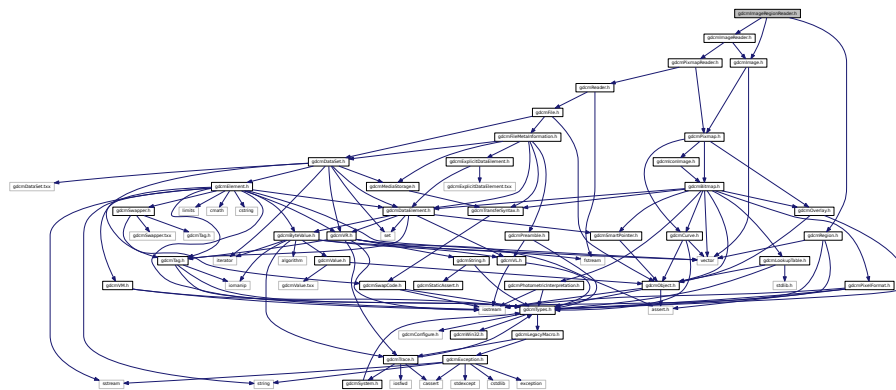 gdcmImageRegionReader.h
gdcmImageReader.h
gdcmPixmapReader.h
gdcmImage.h
gdcmReader.h
gdcmFile.h
gdcmFileMetaInformation.h
gdcmPixmap.h
gdcmDataSet.h
gdcmExplicitDataElement.h
gdcmIconImage.h
gdcmDataSet.txx
gdcmElement.h
gdcmMediaStorage.h
gdcmExplicitDataElement.txx
gdcmBitmap.h
gdcmSwapper.h
limits
cmath
cstring
gdcmDataElement.h
gdcmTransferSyntax.h
gdcmOverlay.h
gdcmSwapper.txx
gdcmTag.h
gdcmByteValue.h
gdcmVR.h
set
gdcmPreamble.h
gdcmSmartPointer.h
gdcmCurve.h
gdcmRegion.h
gdcmTag.h
iterator
algorithm
gdcmValue.h
gdcmString.h
gdcmVL.h
fstream
vector
gdcmLookupTable.h
gdcmVM.h
iomanip
gdcmValue.txx
gdcmSwapCode.h
gdcmStaticAssert.h
gdcmPhotometricInterpretation.h
gdcmObject.h
stdlib.h
gdcmPixelFormat.h
iostream
gdcmTypes.h
assert.h
gdcmConfigure.h
gdcmWin32.h
gdcmLegacyMacro.h
gdcmTrace.h
gdcmException.h
sstream
string
gdcmSystem.h
iosfwd
cassert
stdexcept
cstdlib
exception